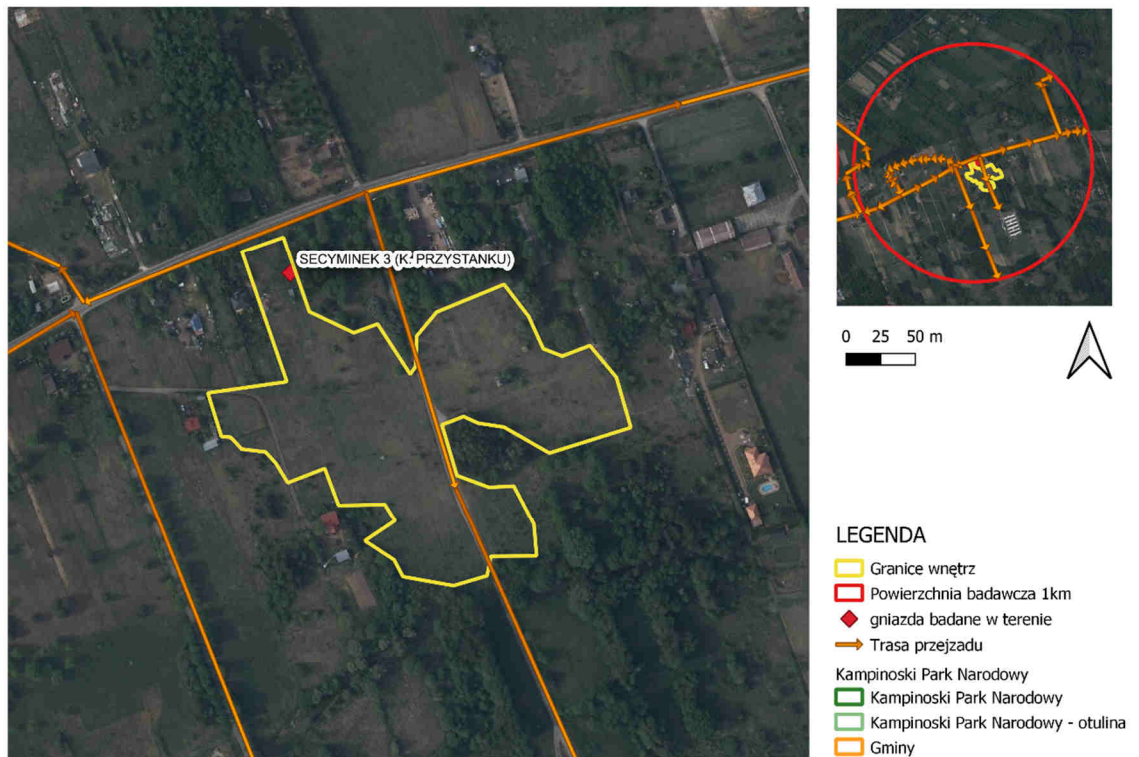 SECYMINEK 3 (K. PRZYSTANKU)
0 25 50 m
LEGENDA
Granice wnętrz
Powierzchnia badawcza 1km
gniazda badane w terenie
Trasa przejzadu
Kampinoski Park Narodowy
Kampinoski Park Narodowy
Kampinoski Park Narodowy - otulina
Gminy